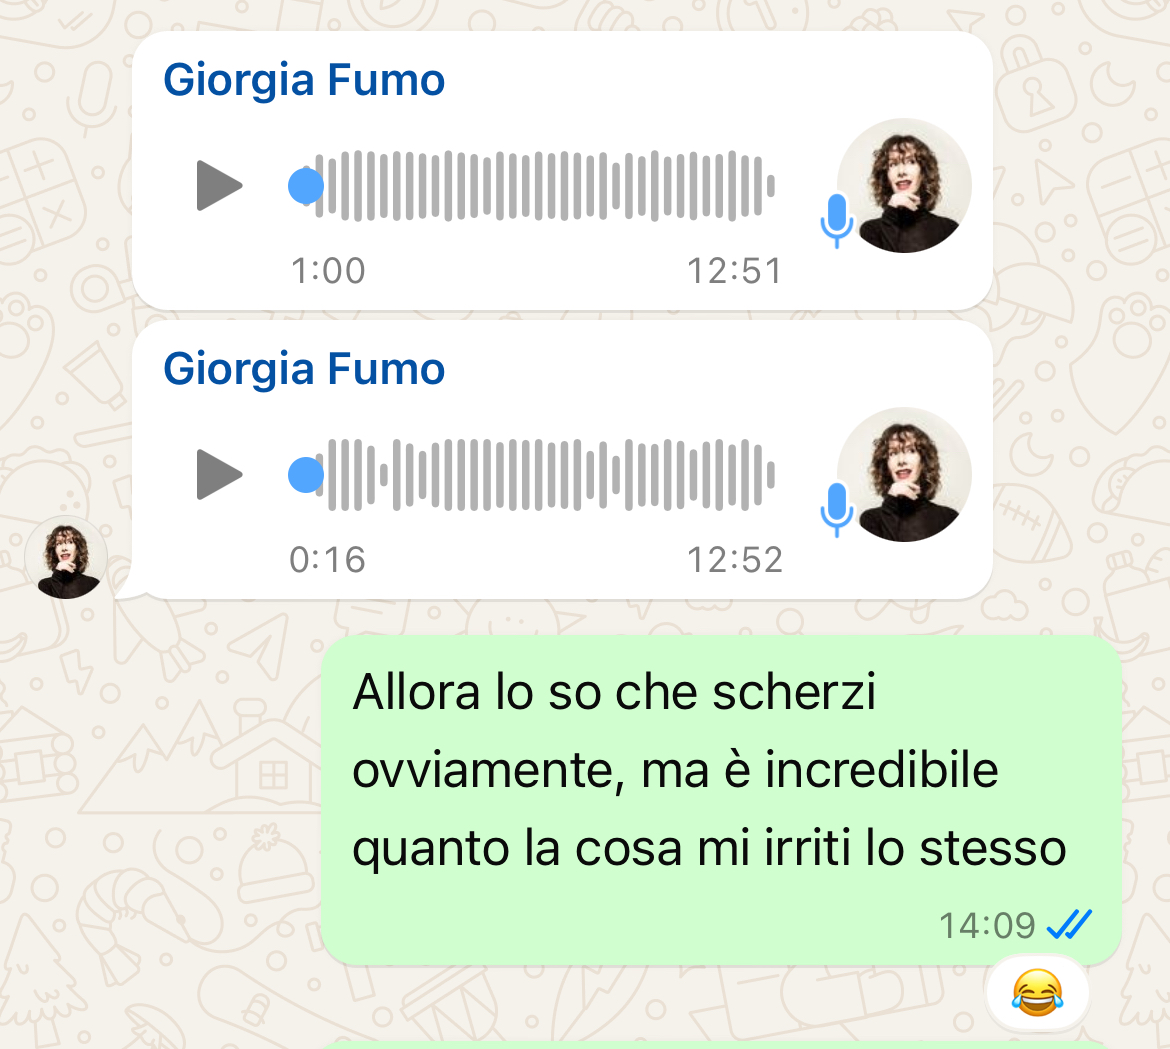 Giorgia Fumo
1:00 12:51
Giorgia Fumo
0:16 12:52
Allora lo so che scherzi
ovviamente, ma è incredibile
quanto la cosa mi irriti lo stesso
14:09